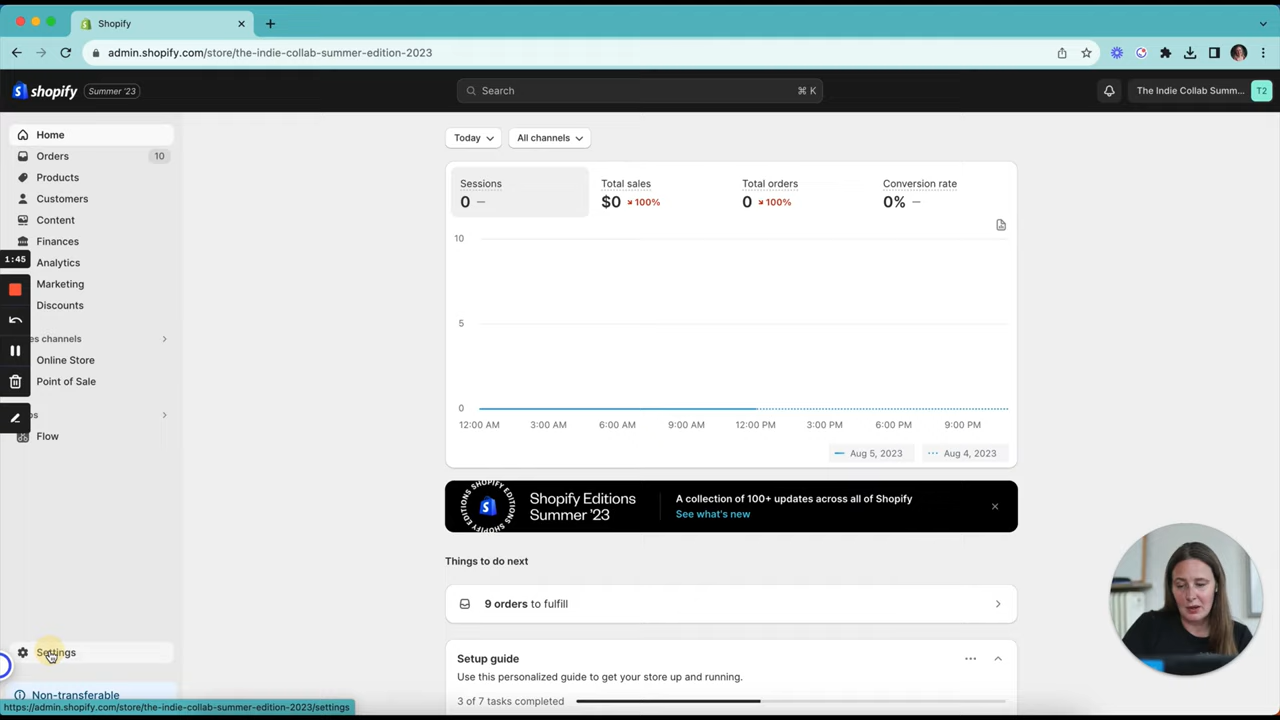 Shopify
admin.shopify.com/store/the-indie-collab-summer-edition-2023
shopify Summer '23
Search ⌘ K
The Indie Collab Summ... T2
Home
Orders 10
Products
Customers
Content
Finances
1:45
Analytics
Marketing
Discounts
es channels
Online Store
Point of Sale
ps
Flow
Settings
Non-transferable
https://admin.shopify.com/store/the-indie-collab-summer-edition-2023/settings
Today All channels
Sessions Total sales Total orders Conversion rate
0 — $0 ↘ 100% 0 ↘ 100% 0% —
10
5
0
12:00 AM 3:00 AM 6:00 AM 9:00 AM 12:00 PM 3:00 PM 6:00 PM 9:00 PM
Aug 5, 2023 Aug 4, 2023
SHOPIFY EDITIONS SHOPIFY EDITIONS
Shopify Editions
Summer '23
A collection of 100+ updates across all of Shopify
See what's new
Things to do next
9 orders to fulfill
Setup guide
Use this personalized guide to get your store up and running.
3 of 7 tasks completed